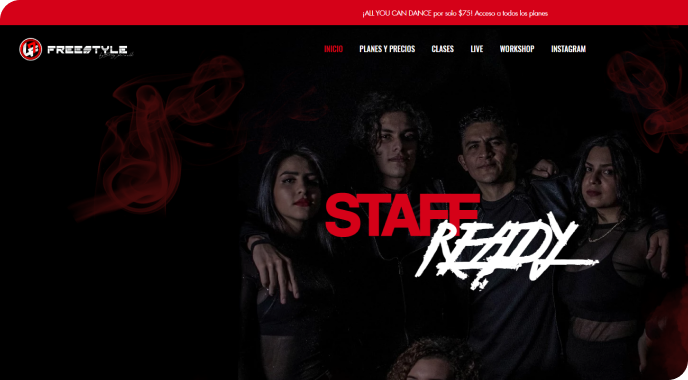 ¡ALL YOU CAN DANCE por solo $75! Acceso a todos los planes
FREESTYLE
INICIO PLANES Y PRECIOS CLASES LIVE WORKSHOP INSTAGRAM
STAFF
READY